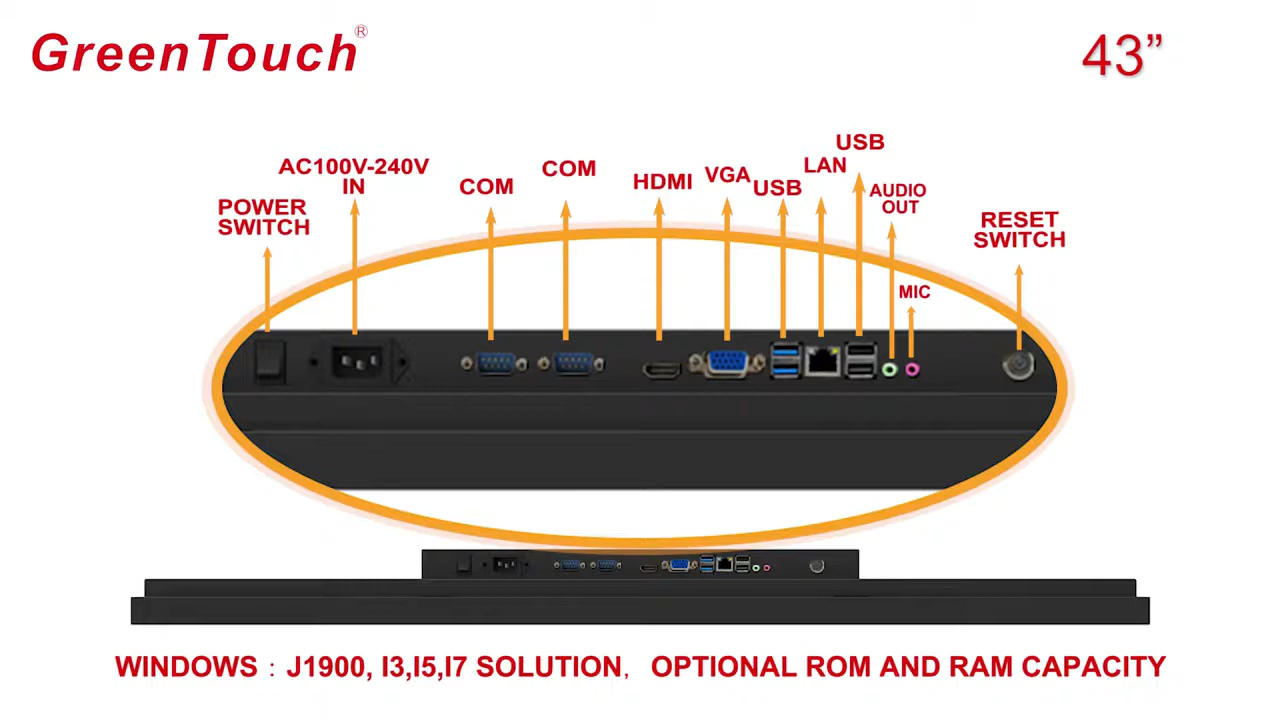 GreenTouch®
43”
POWER
SWITCH
AC100V-240V
IN
COM
COM
HDMI
VGA
USB
LAN
USB
AUDIO
OUT
MIC
RESET
SWITCH
WINDOWS：J1900, I3,I5,I7 SOLUTION, OPTIONAL ROM AND RAM CAPACITY